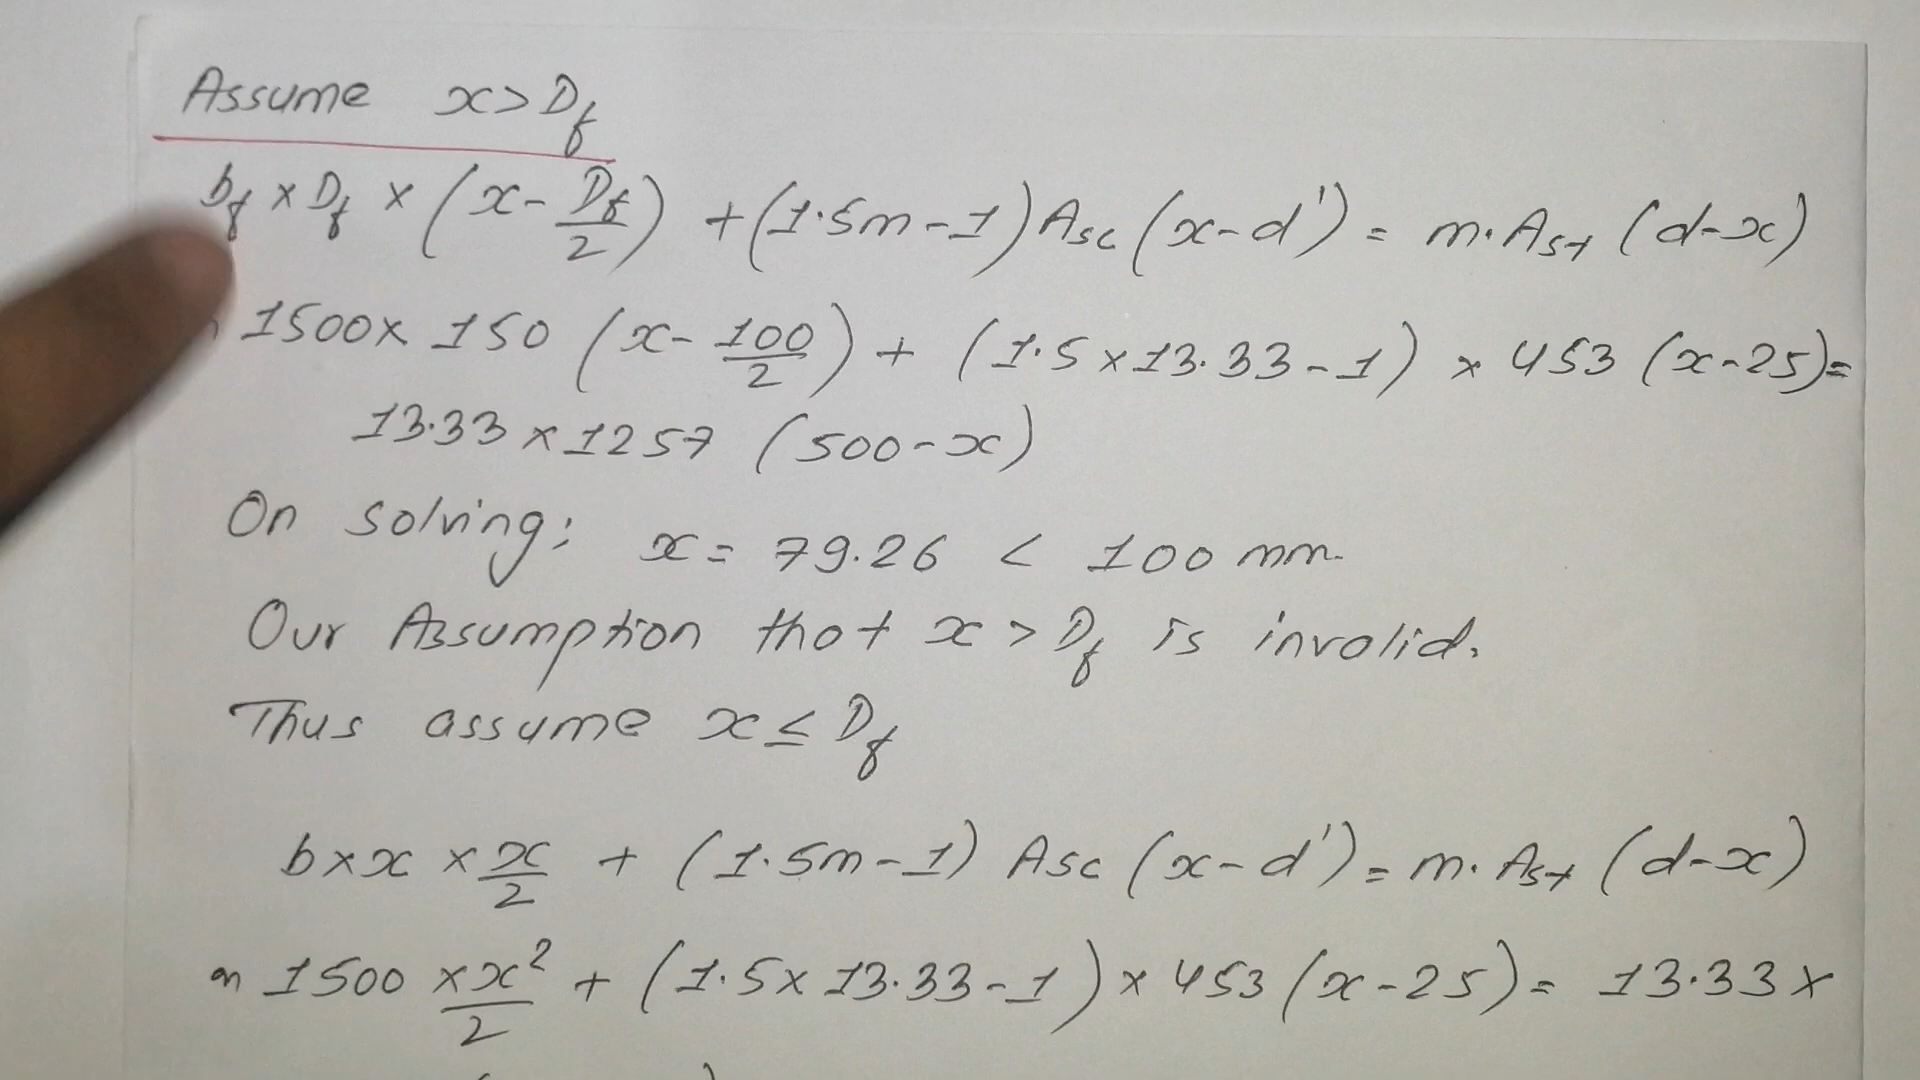 Assume x > Df
bf × Df × (x - Df/2) + (1.5m - 1) Asc (x - d') = m. Ast (d - x)
1500 × 150 (x - 100/2) + (1.5 × 13.33 - 1) × 453 (x - 25) =
13.33 × 1257 (500 - x)
On solving; x = 79.26 < 100 mm.
Our Assumption that x > Df is invalid.
Thus assume x ≤ Df
b × x × x/2 + (1.5m - 1) Asc (x - d') = m. Ast (d - x)
1500 × x²/2 + (1.5 × 13.33 - 1) × 453 (x - 25) = 13.33 ×